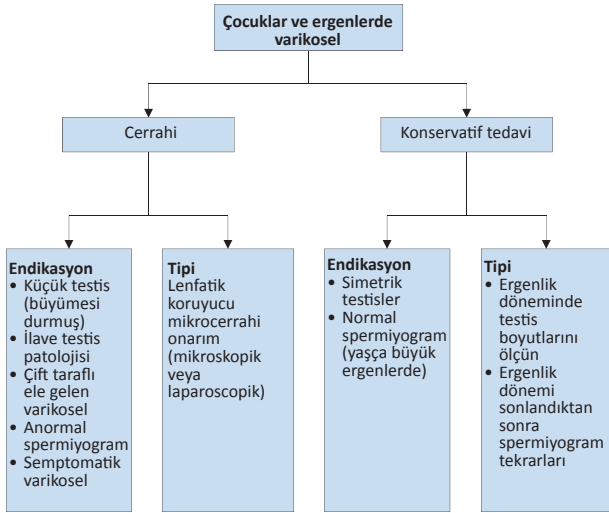 Çocuklar ve ergenlerde
varikosel
Cerrahi
Konservatif tedavi
Endikasyon
• Küçük testis
(büyümesi
durmuş)
• İlave testis
patolojisi
• Çift taraflı
ele gelen
varikosel
• Anormal
spermiyogram
• Semptomatik
varikosel
Tipi
Lenfatik
koruyucu
mikrocerrahi
onarım
(mikroskopik
veya
laparoscopik)
Endikasyon
• Simetrik
testisler
• Normal
spermiyogram
(yaşça büyük
ergenlerde)
Tipi
• Ergenlik
döneminde
testis
boyutlarını
ölçün
• Ergenlik
dönemi
sonlandıktan
sonra
spermiyogram
tekrarları